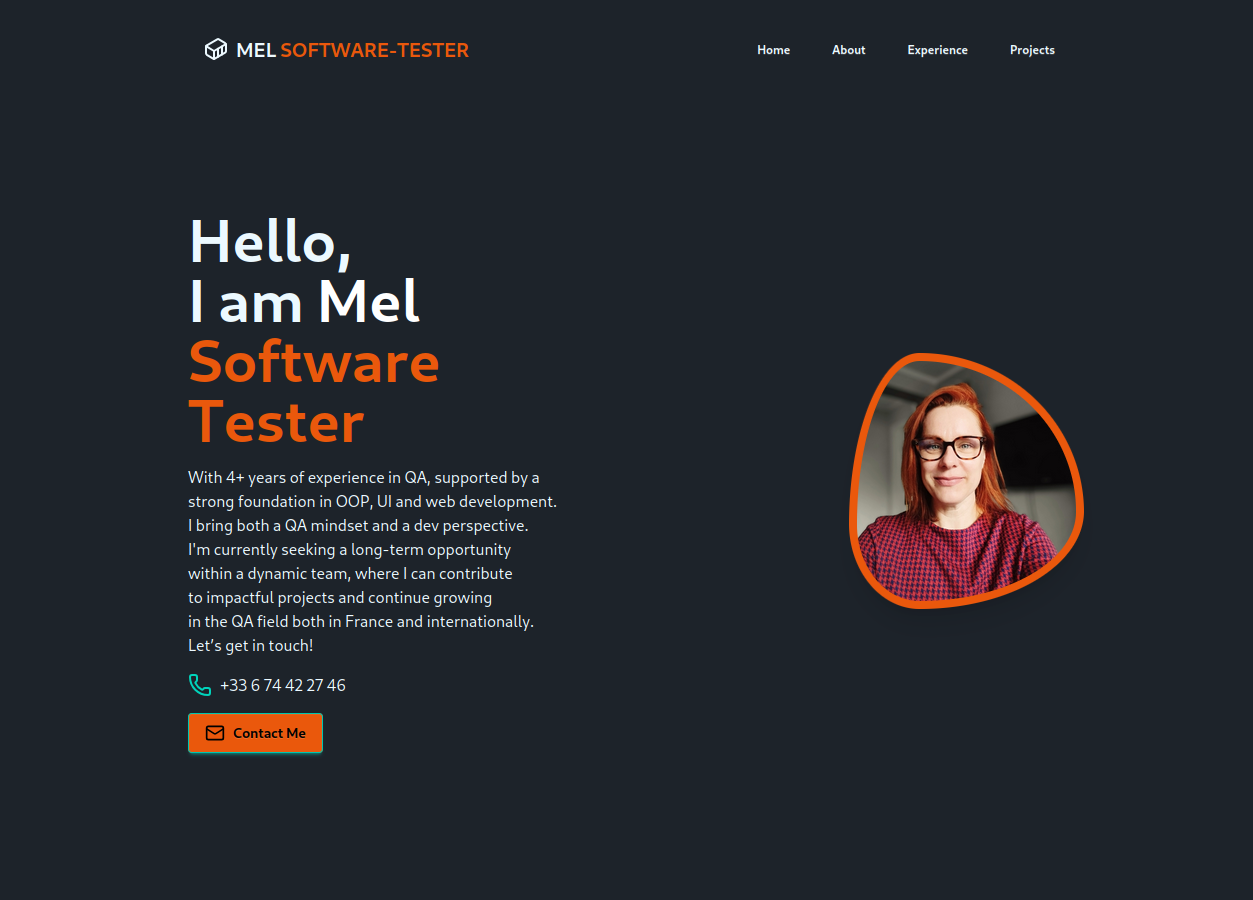 MEL SOFTWARE-TESTER
Home About Experience Projects
Hello,
I am Mel
Software
Tester
With 4+ years of experience in QA, supported by a
strong foundation in OOP, UI and web development.
I bring both a QA mindset and a dev perspective.
I'm currently seeking a long-term opportunity
within a dynamic team, where I can contribute
to impactful projects and continue growing
in the QA field both in France and internationally.
Let’s get in touch!
+33 6 74 42 27 46
Contact Me